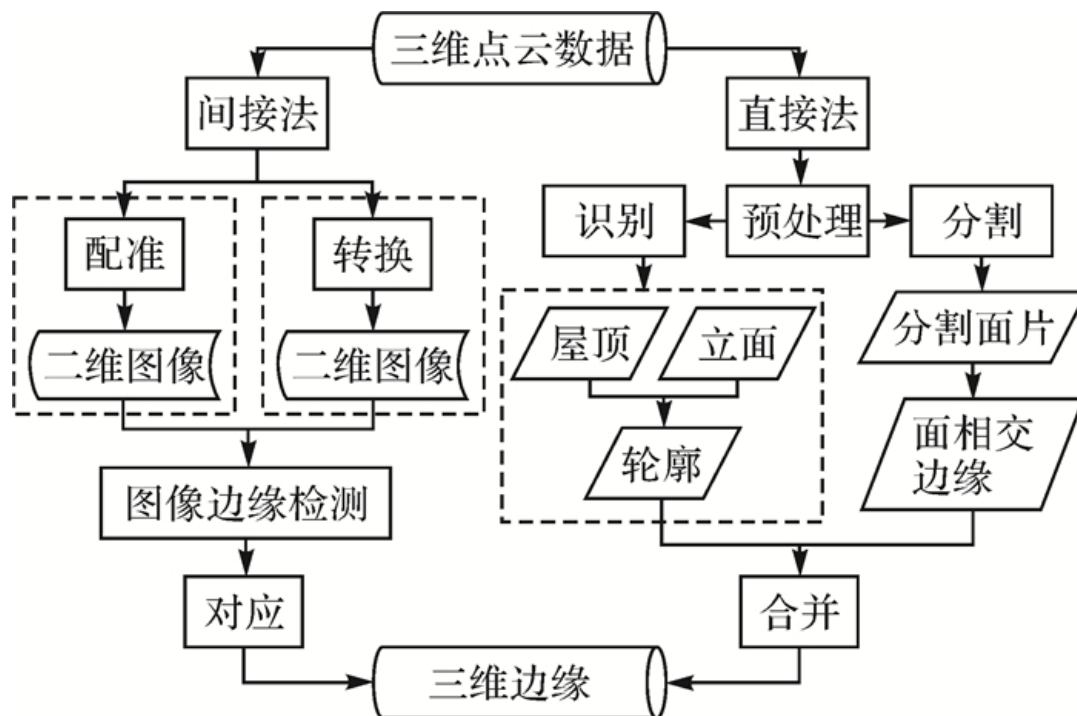 三维点云数据
间接法
直接法
配准
转换
识别
预处理
分割
二维图像
二维图像
屋顶
立面
分割面片
轮廓
面相交
边缘
图像边缘检测
对应
合并
三维边缘